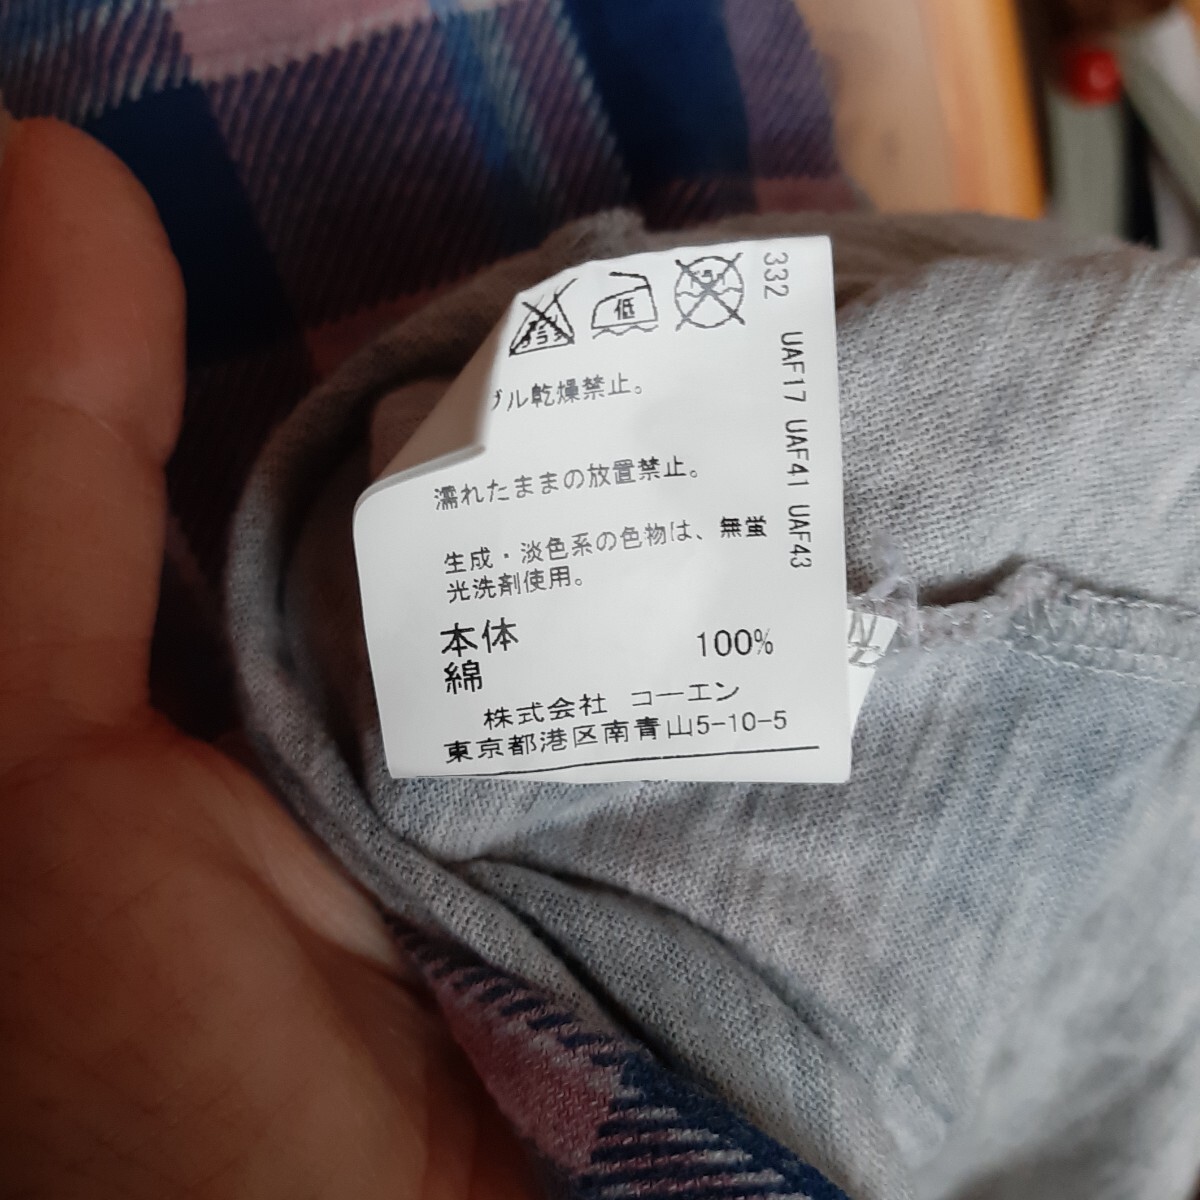 低
ブル乾燥禁止。
濡れたままの放置禁止。
生成・淡色系の色物は、無蛍
光洗剤使用。
本体
綿 100%
株式会社 コーエン
東京都港区南青山5-10-5
332 UAF17 UAF41 UAF43